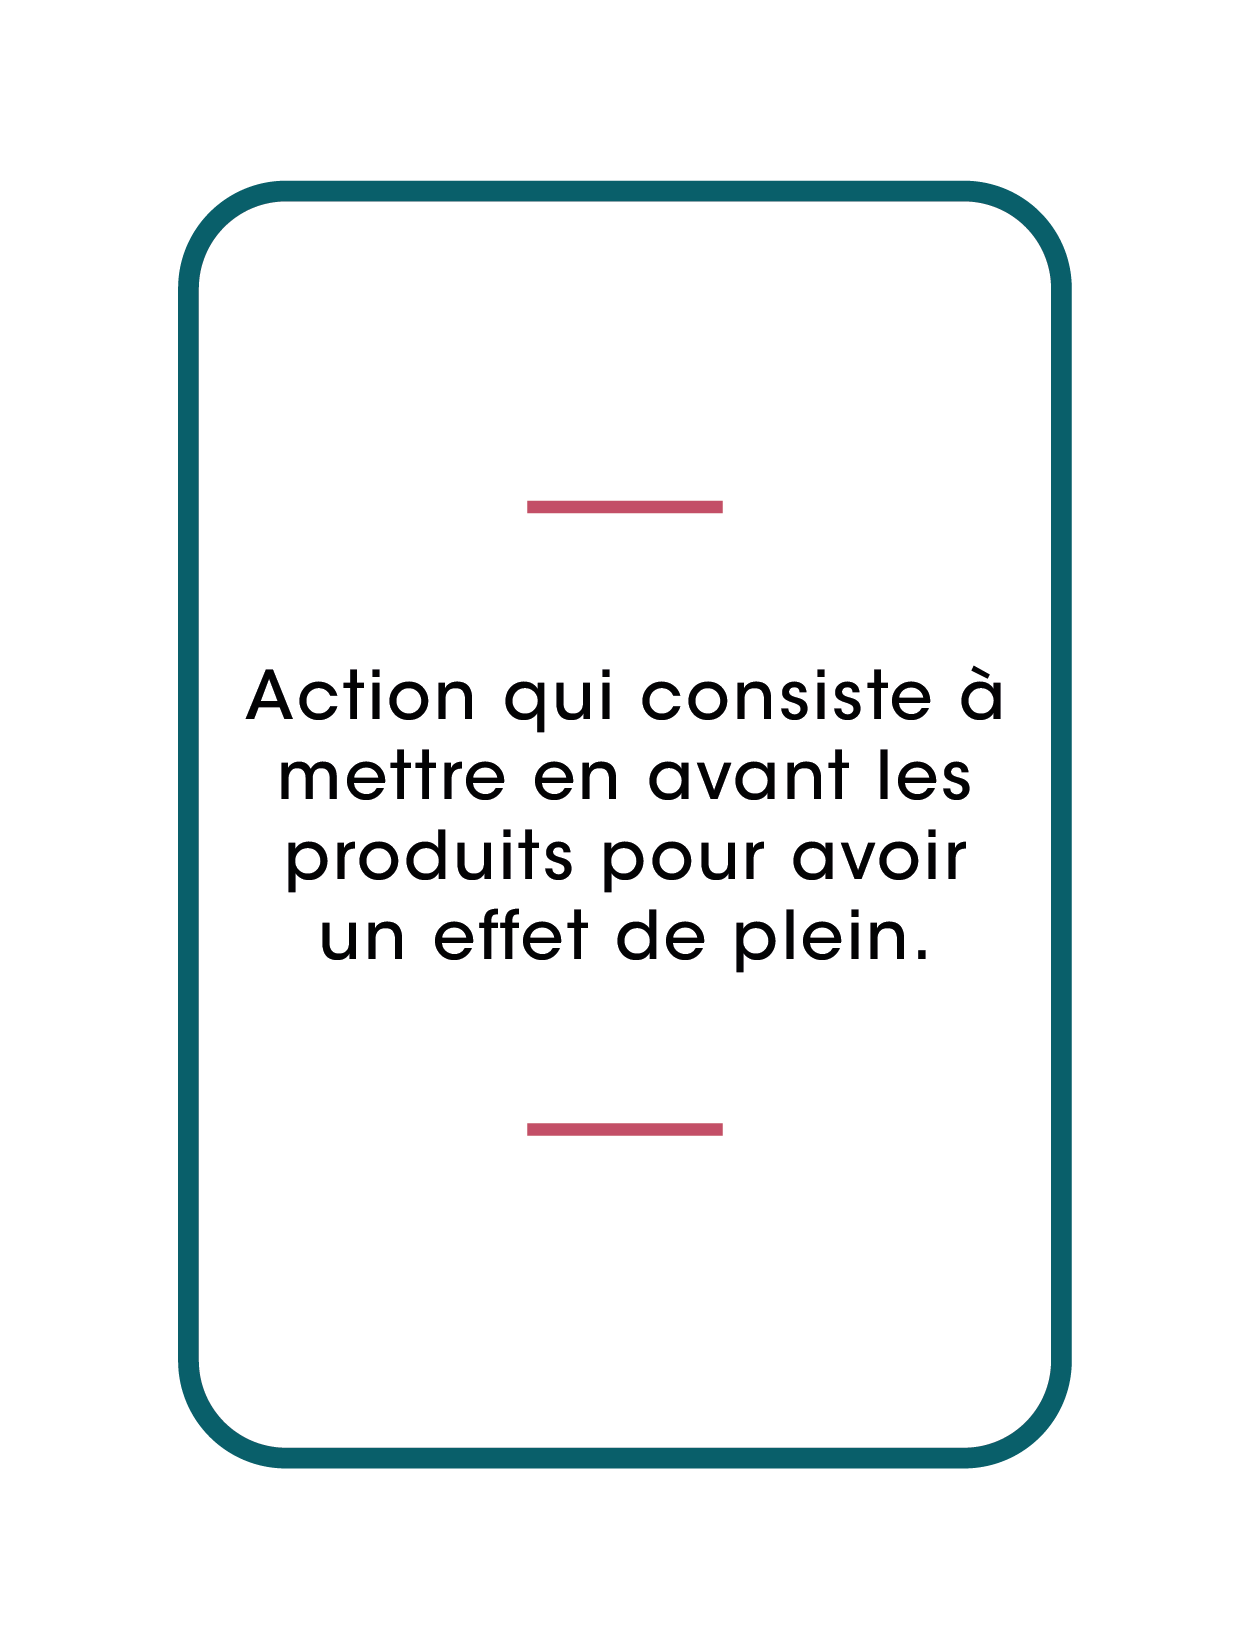 Action qui consiste à
mettre en avant les
produits pour avoir
un effet de plein.